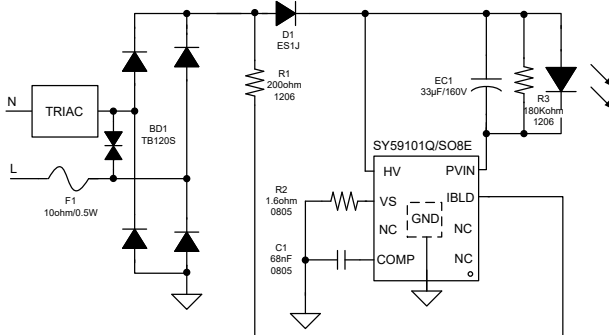 D1
ES1J
R1
200ohm
1206
EC1
33µF/160V
R3
180Kohm
1206
N
TRIAC
BD1
TB120S
L
F1
10ohm/0.5W
SY59101Q/SO8E
HV
PVIN
R2
1.6ohm
0805
VS
IBLD
GND
NC
NC
C1
68nF
0805
COMP
NC